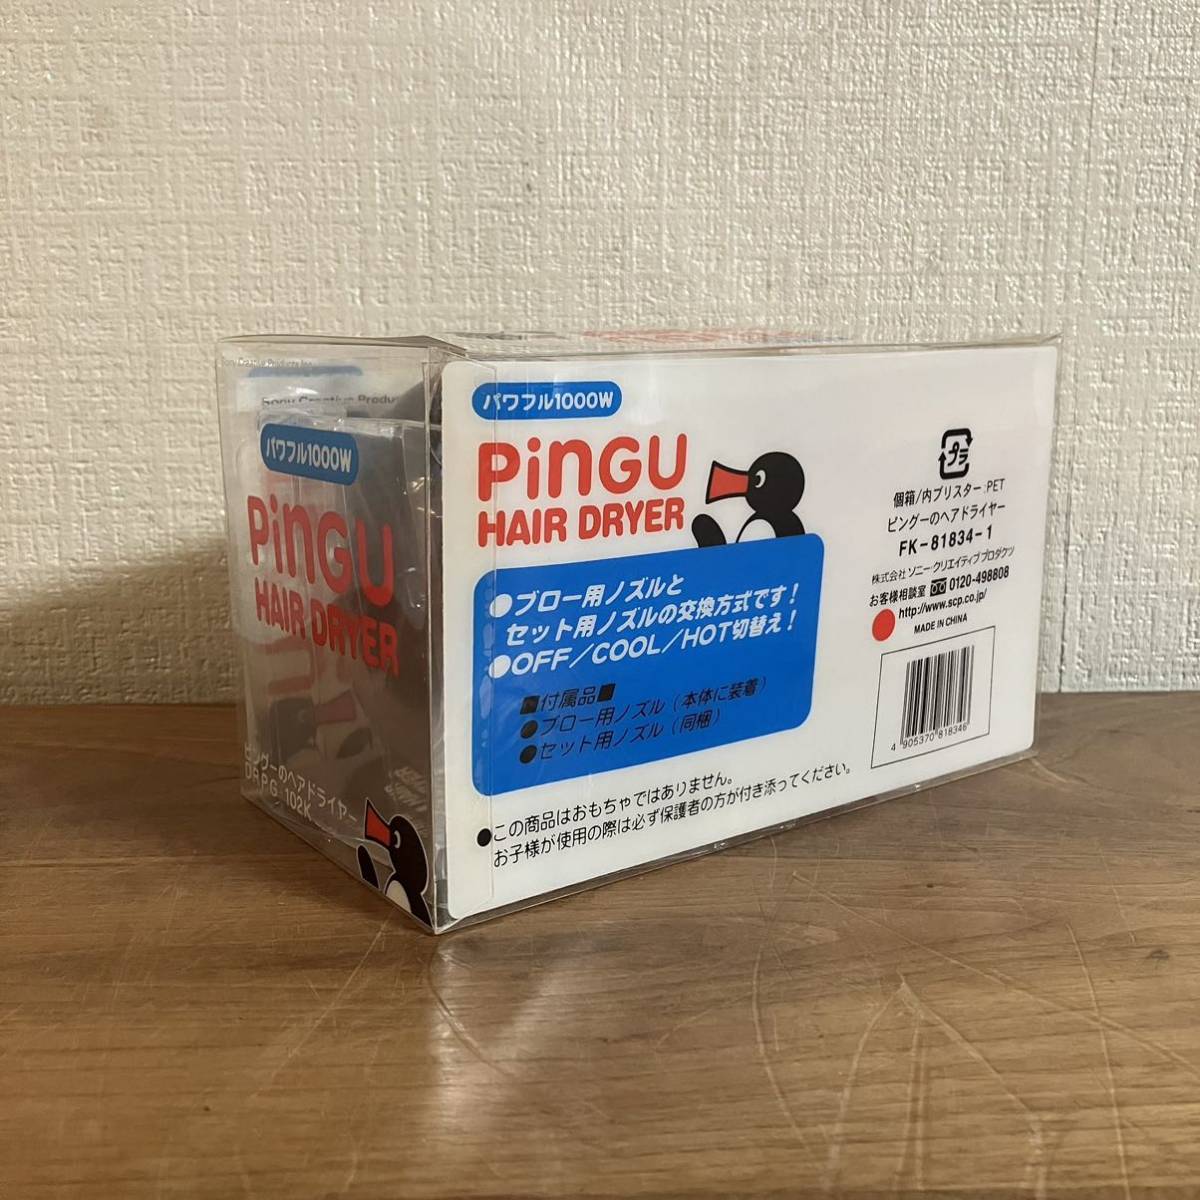 Sony Creative Products Inc.
Sony Creative Produ
パワフル1000W
PiNGU
HAIR DRYER
ピングーのヘアドライヤー
DRPG-102K
パワフル1000W
PiNGU
HAIR DRYER
●ブロー用ノズルと
セット用ノズルの交換方式です！
●OFF／COOL／HOT切替え！
■付属品■
●ブロー用ノズル（本体に装着）
●セット用ノズル（同梱）
●この商品はおもちゃではありません。
お子様が使用の際は必ず保護者の方が付き添ってください。
プラ
個箱/内ブリスター:PET
ピングーのヘアドライヤー
FK-81834-1
株式会社 ソニー・クリエイティブプロダクツ
お客様相談室 0120-498808
http://www.scp.co.jp/
MADE IN CHINA
4 905370 818346